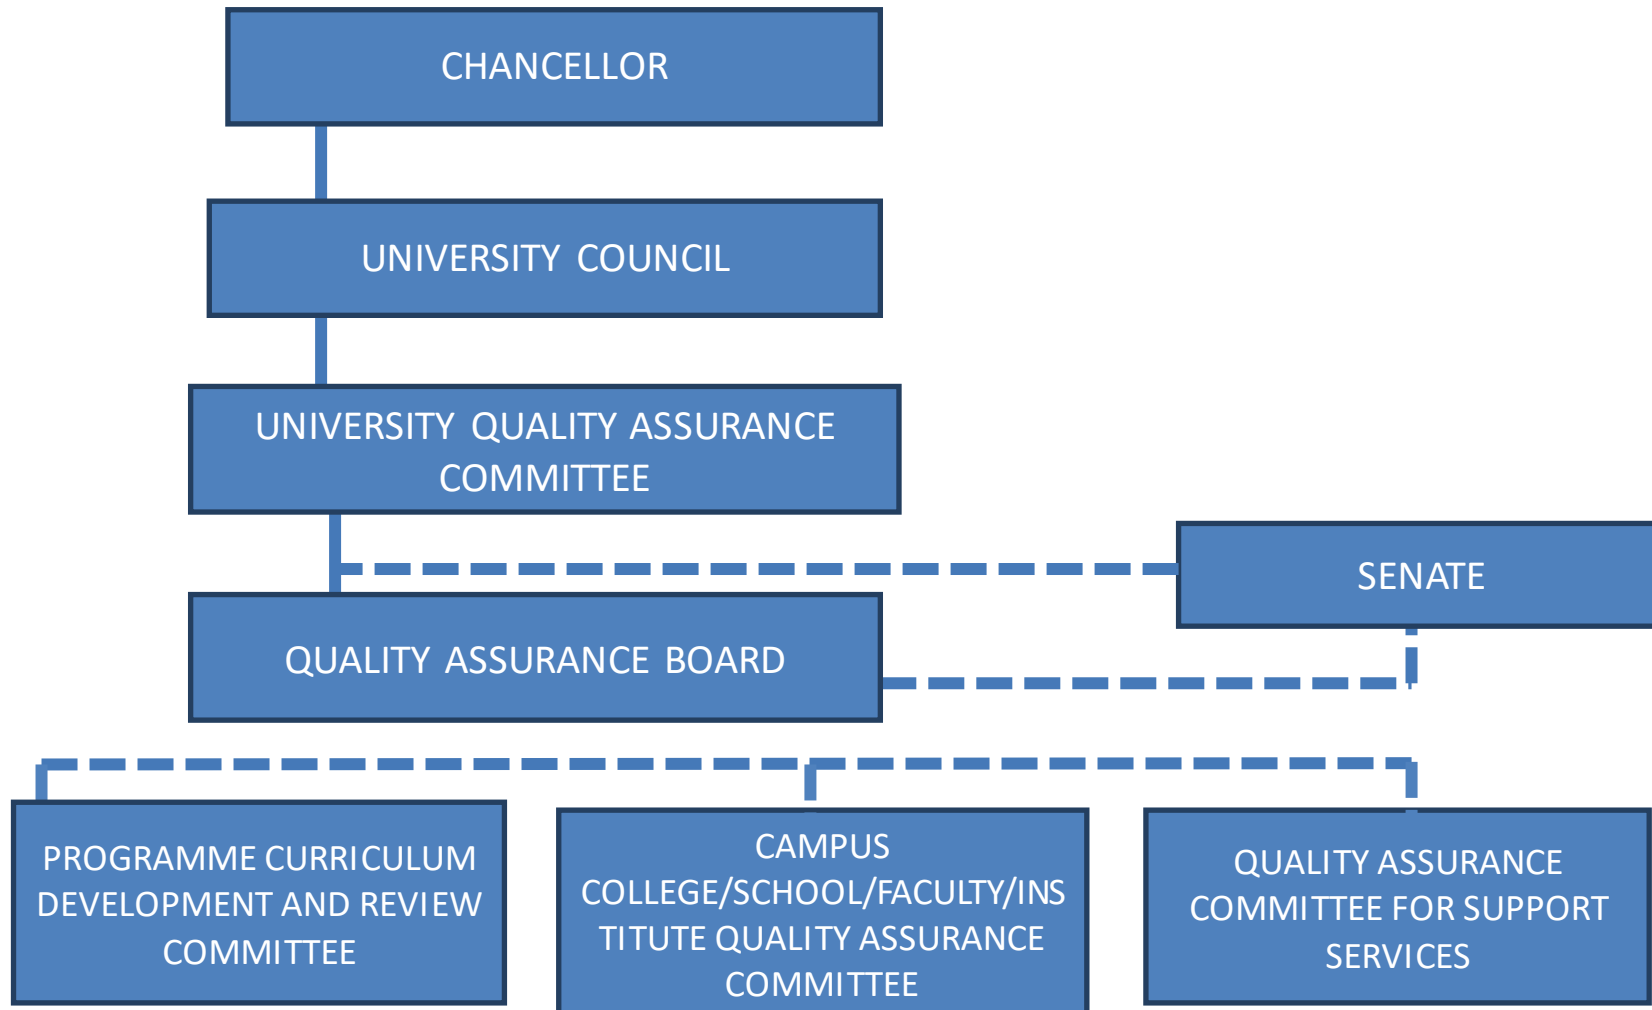 CHANCELLOR
UNIVERSITY COUNCIL
UNIVERSITY QUALITY ASSURANCE
COMMITTEE
SENATE
QUALITY ASSURANCE BOARD
PROGRAMME CURRICULUM
DEVELOPMENT AND REVIEW
COMMITTEE
CAMPUS
COLLEGE/SCHOOL/FACULTY/INS
TITUTE QUALITY ASSURANCE
COMMITTEE
QUALITY ASSURANCE
COMMITTEE FOR SUPPORT
SERVICES